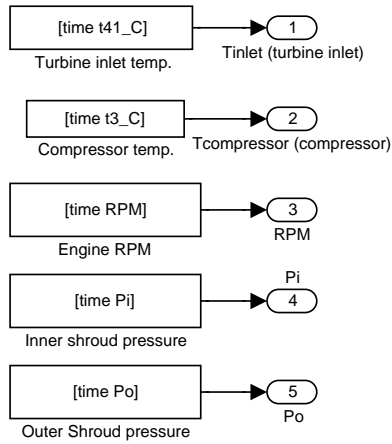 [time t41_C]
1
Turbine inlet temp.
Tinlet (turbine inlet)
[time t3_C]
2
Compressor temp.
Tcompressor (compressor)
[time RPM]
3
Engine RPM
RPM
Pi
[time Pi]
4
Inner shroud pressure
[time Po]
5
Outer Shroud pressure
Po